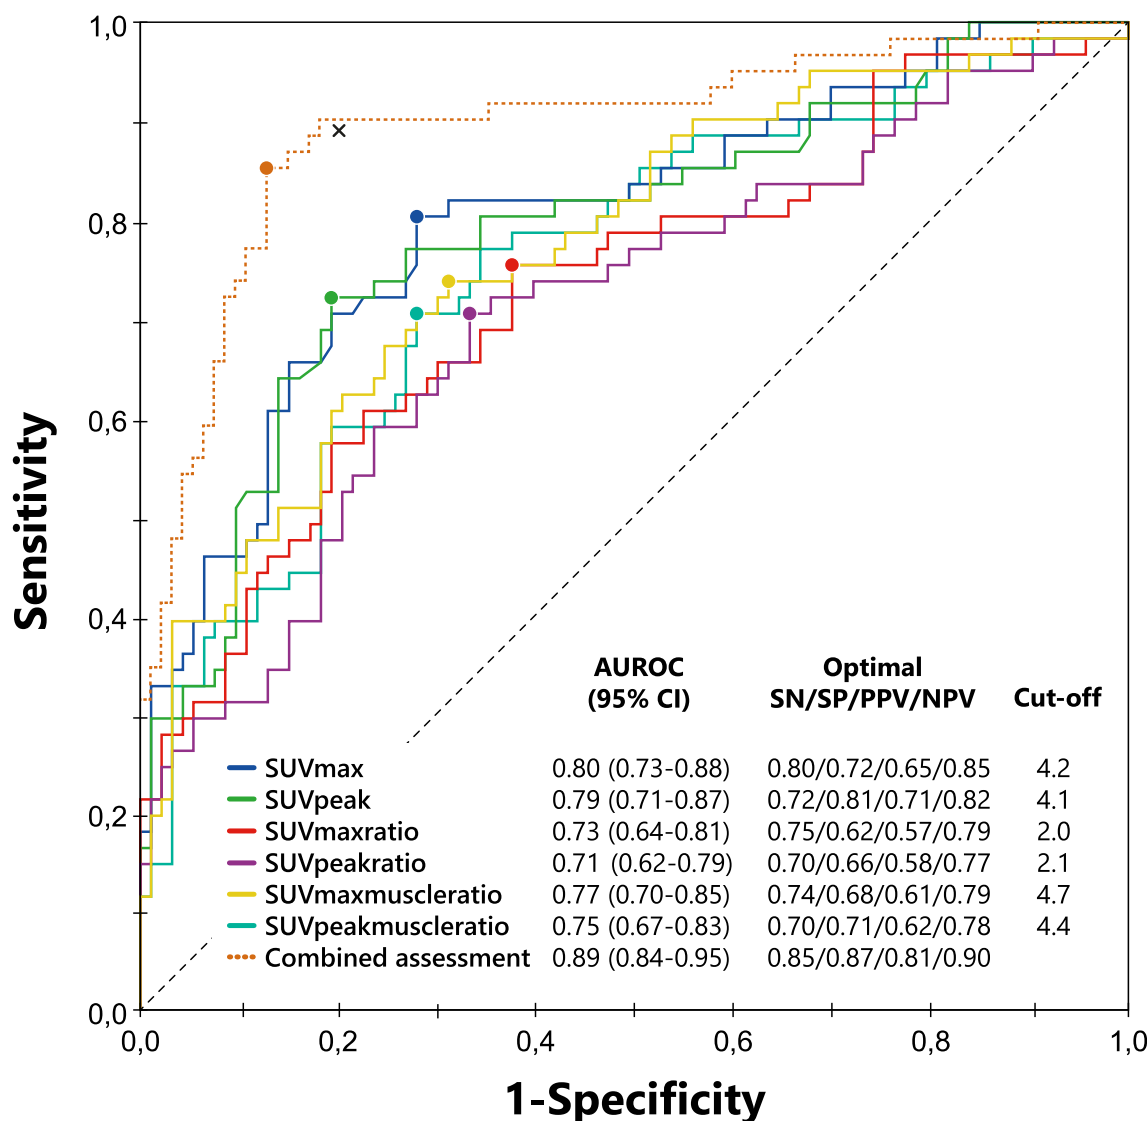 1,0
0,8
0,6
0,4
0,2
0,0
Sensitivity
AUROC (95% CI) Optimal SN/SP/PPV/NPV Cut-off
SUVmax 0.80 (0.73-0.88) 0.80/0.72/0.65/0.85 4.2
SUVpeak 0.79 (0.71-0.87) 0.72/0.81/0.71/0.82 4.1
SUVmaxratio 0.73 (0.64-0.81) 0.75/0.62/0.57/0.79 2.0
SUVpeakratio 0.71 (0.62-0.79) 0.70/0.66/0.58/0.77 2.1
SUVmaxmuscleratio 0.77 (0.70-0.85) 0.74/0.68/0.61/0.79 4.7
SUVpeakmuscleratio 0.75 (0.67-0.83) 0.70/0.71/0.62/0.78 4.4
Combined assessment 0.89 (0.84-0.95) 0.85/0.87/0.81/0.90
0,0 0,2 0,4 0,6 0,8 1,0
1-Specificity